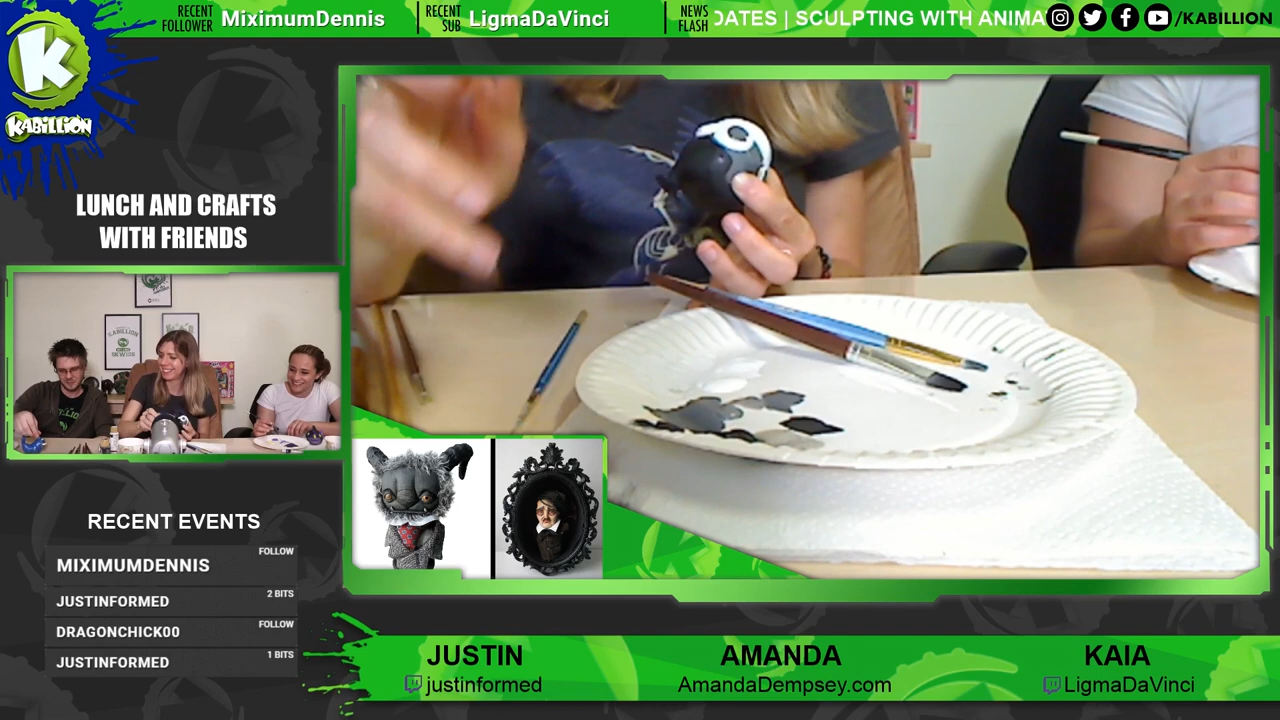 RECENT
FOLLOWER
MiximumDennis
RECENT
SUB
LigmaDaVinci
NEWS
FLASH
DATES | SCULPTING WITH ANIMA
/KABILLION
K
KABILLION
LUNCH AND CRAFTS
WITH FRIENDS
RECENT EVENTS
MIXIMUMDENNIS
FOLLOW
JUSTINFORMED
2 BITS
DRAGONCHICK00
FOLLOW
JUSTINFORMED
1 BITS
JUSTIN
justinformed
AMANDA
AmandaDempsey.com
KAIA
LigmaDaVinci